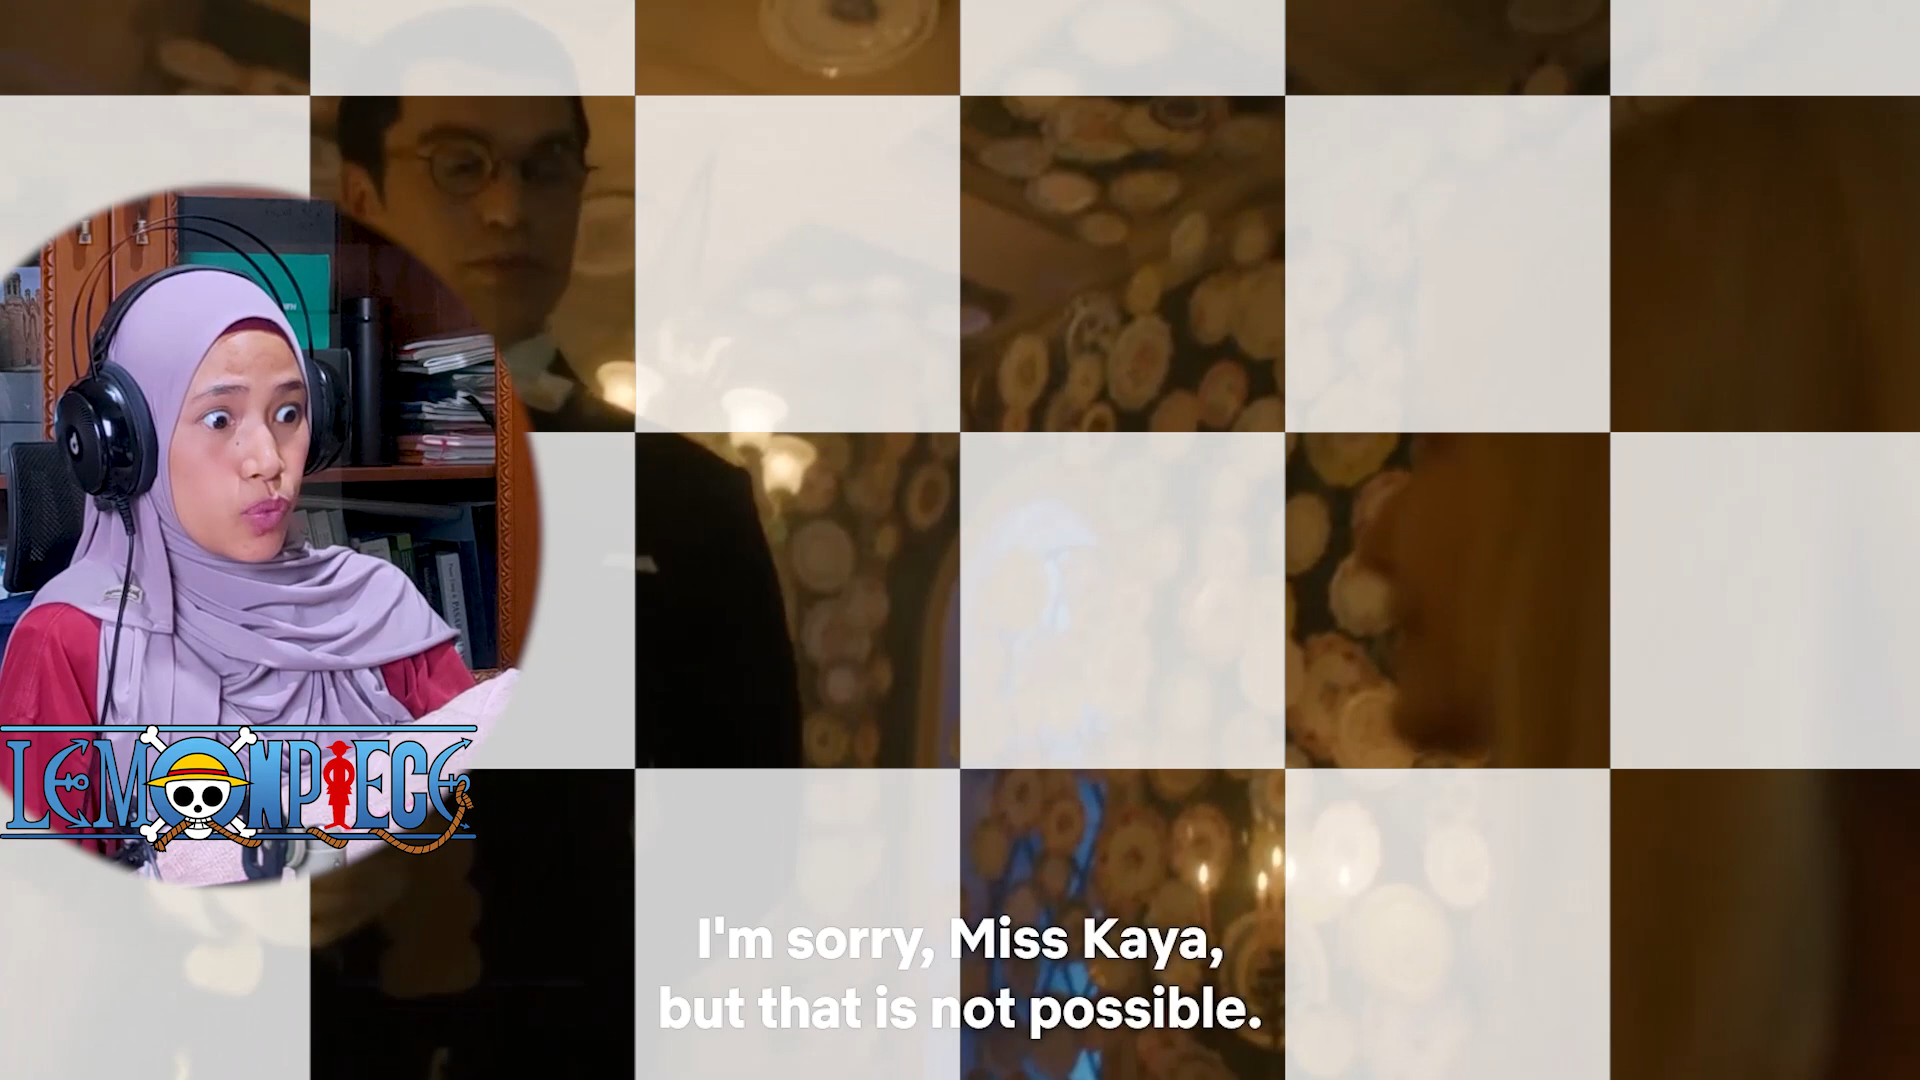 LEMONPIECE
I'm sorry, Miss Kaya,
but that is not possible.